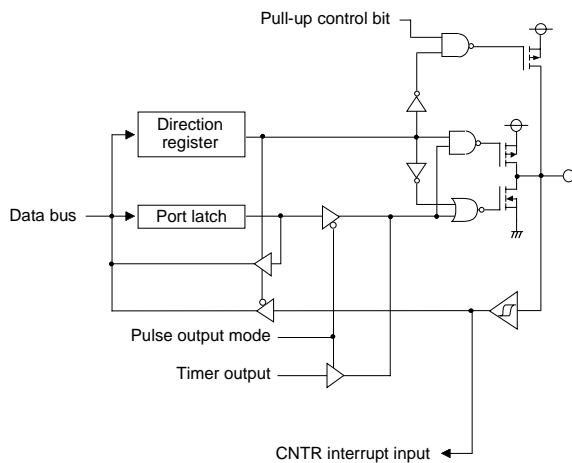 Pull-up control bit
Direction
register
Data bus
Port latch
Pulse output mode
Timer output
CNTR interrupt input